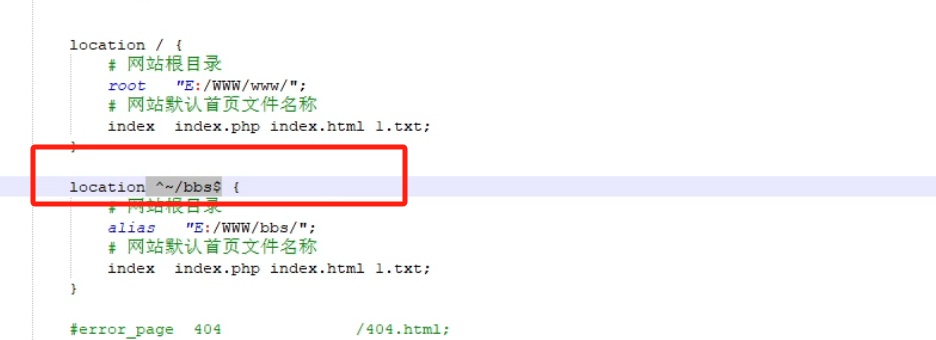 location / {
# 网站根目录
root "E:/WWW/www/";
# 网站默认首页文件名称
index index.php index.html 1.txt;
}
location ^~/bbs$ {
# 网站根目录
alias "E:/WWW/bbs/";
# 网站默认首页文件名称
index index.php index.html 1.txt;
}
#error_page 404 /404.html;